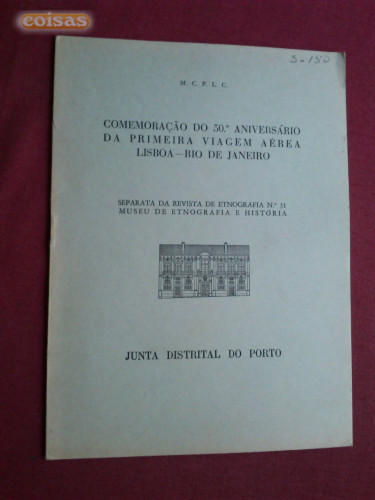 coisas
S-150
M. C. F. L. C.
COMEMORAÇÃO DO 50.º ANIVERSÁRIO
DA PRIMEIRA VIAGEM AÉREA
LISBOA—RIO DE JANEIRO
SEPARATA DA REVISTA DE ETNOGRAFIA N.º 31
MUSEU DE ETNOGRAFIA E HISTÓRIA
JUNTA DISTRITAL DO PORTO